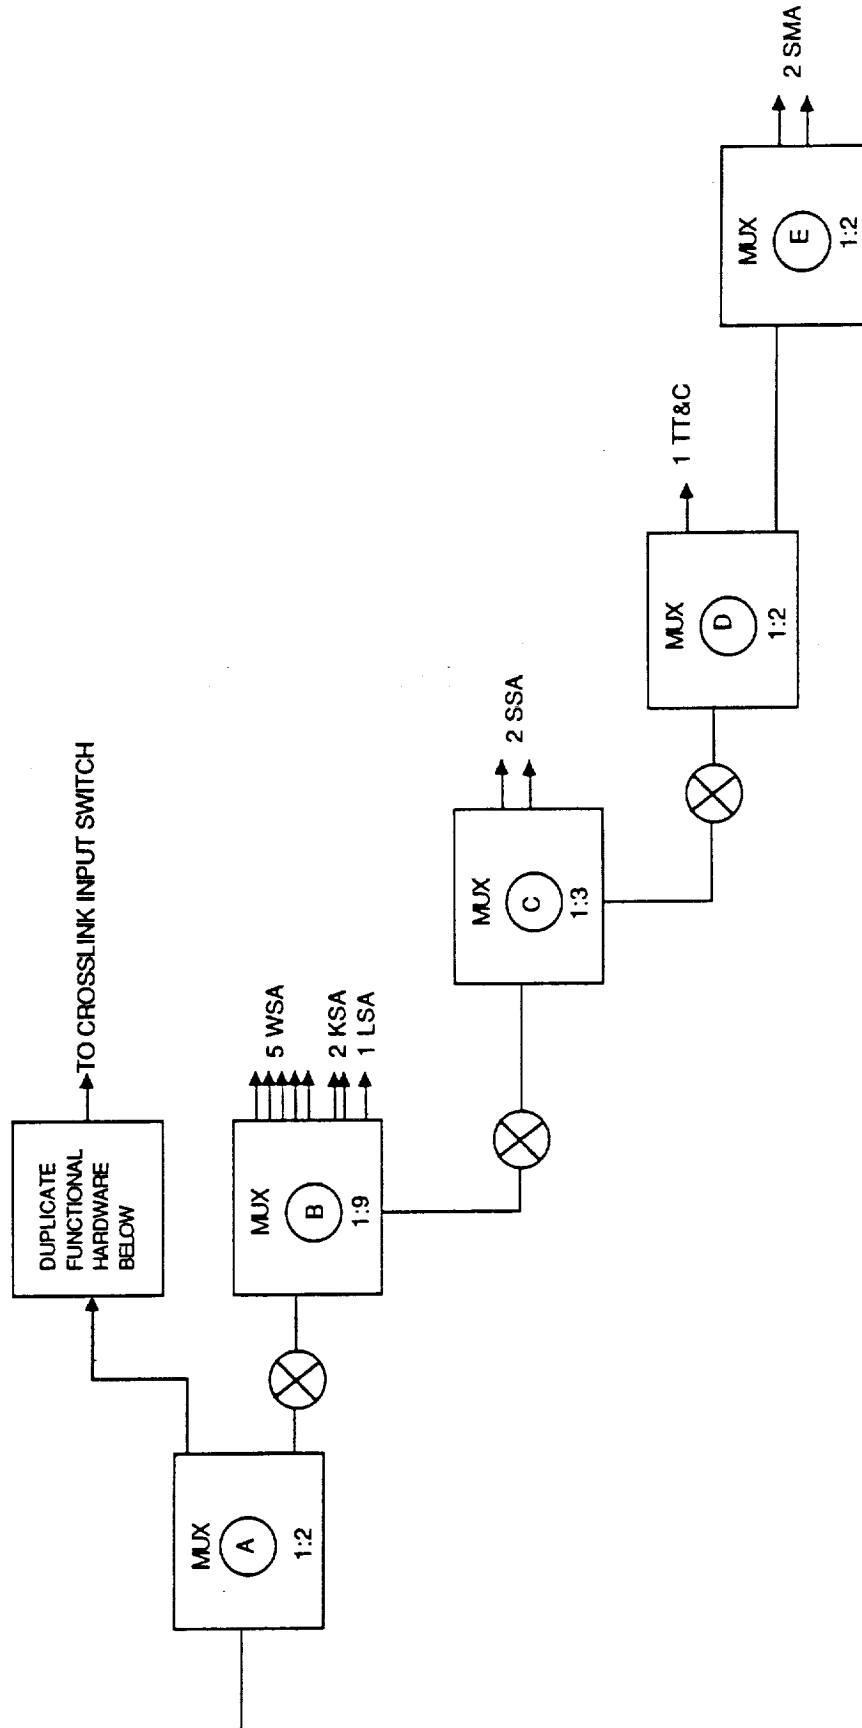 MUX
A
1:2
DUPLICATE
FUNCTIONAL
HARDWARE
BELOW
TO CROSSLINK INPUT SWITCH
MUX
B
1:9
5 WSA
2 KSA
1 LSA
MUX
C
1:3
2 SSA
MUX
D
1:2
1 TT&C
MUX
E
1:2
2 SMA